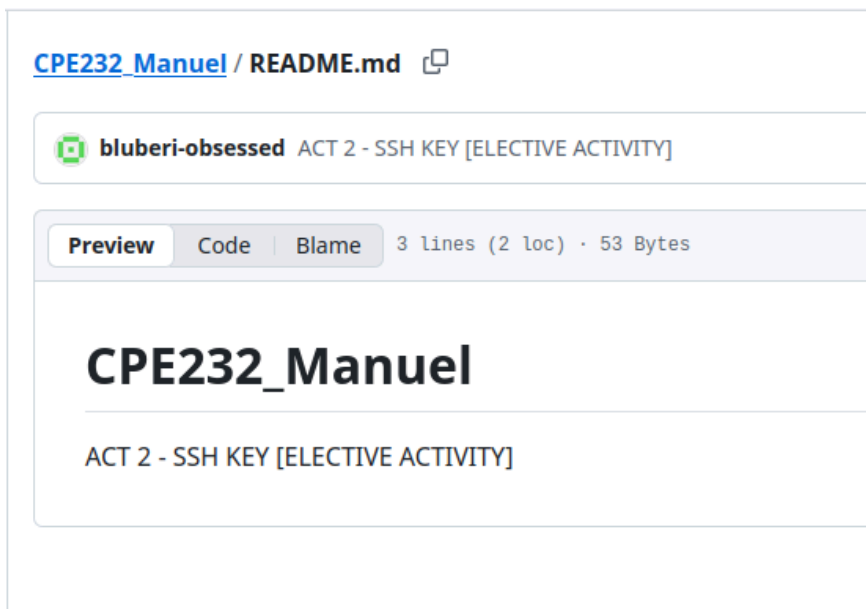 CPE232_Manuel / README.md
bluberi-obsessed ACT 2 - SSH KEY [ELECTIVE ACTIVITY]
Preview Code Blame 3 lines (2 loc) · 53 Bytes
CPE232_Manuel
ACT 2 - SSH KEY [ELECTIVE ACTIVITY]